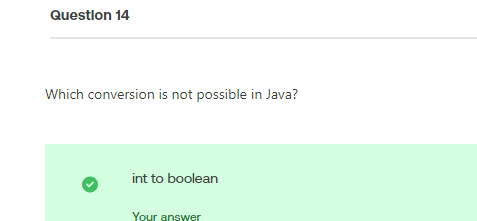 Question 14
Which conversion is not possible in Java?
int to boolean
Your answer